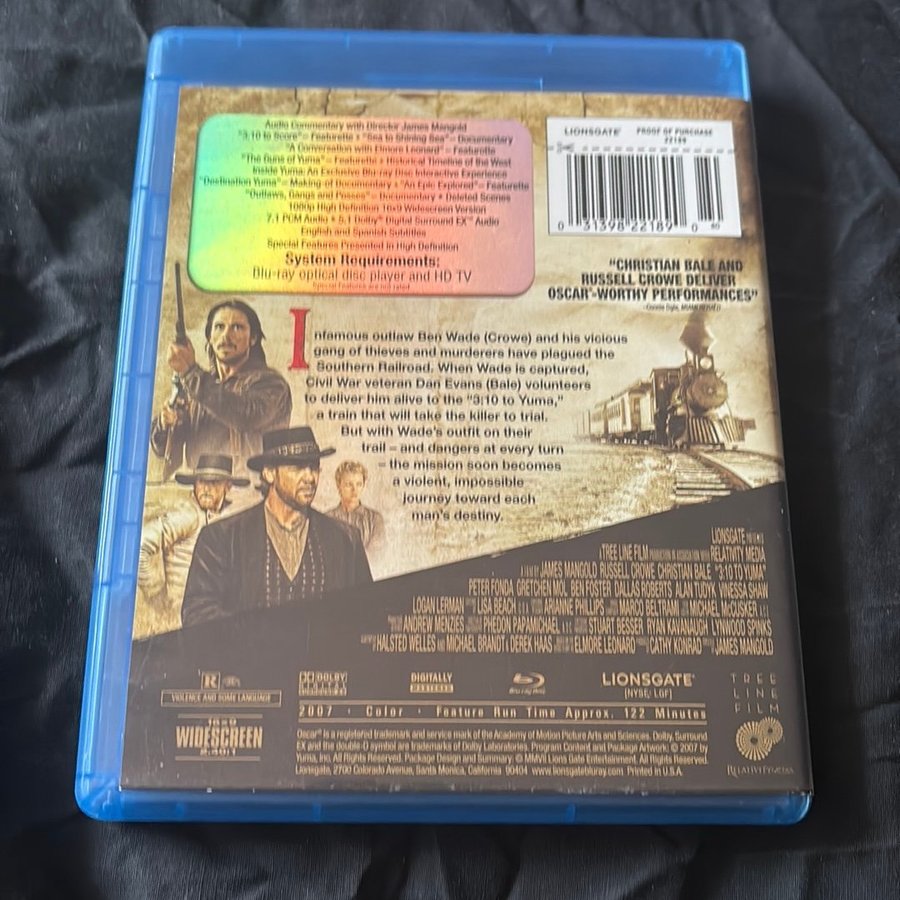 Audio Commentary with Director James Mangold
"3:10 to Score" – Featurette • "Sea to Shining Sea" – Documentary
"A Conversation with Elmore Leonard" – Featurette
"The Guns of Yuma" – Featurette • Historical Timeline of the West
Inside Yuma: An Exclusive Blu-ray Disc Interactive Experience
"Destination Yuma" – Making-of Documentary • "An Epic Explored" – Featurette
"Outlaws, Gangs and Posses" – Documentary • Deleted Scenes
1080p High Definition 16x9 Widescreen Version
7.1 PCM Audio • 5.1 Dolby® Digital Surround EX™ Audio
English and Spanish Subtitles
Special Features Presented in High Definition
System Requirements:
Blu-ray optical disc player and HD TV
Special Features are not rated
LIONSGATE® PROOF OF PURCHASE
22189
0 31398 22189 0
"CHRISTIAN BALE AND
RUSSELL CROWE DELIVER
OSCAR®-WORTHY PERFORMANCES"
Infamous outlaw Ben Wade (Crowe) and his vicious
gang of thieves and murderers have plagued the
Southern Railroad. When Wade is captured,
Civil War veteran Dan Evans (Bale) volunteers
to deliver him alive to the "3:10 to Yuma,"
a train that will take the killer to trial.
But with Wade's outfit on their
trail – and dangers at every turn
– the mission soon becomes
a violent, impossible
journey toward each
man's destiny.
LIONSGATE
TREE LINE FILM RELATIVITY MEDIA
JAMES MANGOLD RUSSELL CROWE CHRISTIAN BALE "3:10 TO YUMA"
PETER FONDA GRETCHEN MOL BEN FOSTER DALLAS ROBERTS ALAN TUDYK VINESSA SHAW
LOGAN LERMAN LISA BEACH ARIANNE PHILLIPS MARCO BELTRAMI MICHAEL McCUSKER
ANDREW MENZIES PHEDON PAPAMICHAEL STUART BESSER RYAN KAVANAUGH LYNWOOD SPINKS
HALSTED WELLES AND MICHAEL BRANDT & DEREK HAAS ELMORE LEONARD CATHY KONRAD JAMES MANGOLD
R
VIOLENCE AND SOME LANGUAGE
DOLBY
DIGITALLY
MASTERED
Blu-ray Disc
LIONSGATE®
[NYSE: LGF]
TREE
LINE
FILM
16x9
WIDESCREEN
2.40:1
2007 · Color · Feature Run Time Approx. 122 Minutes
Oscar® is a registered trademark and service mark of the Academy of Motion Picture Arts and Sciences. Dolby, Surround
EX and the double-D symbol are trademarks of Dolby Laboratories. Program Content and Package Artwork: © 2007 by
Yuma, Inc. All Rights Reserved. Package Design and Summary: © MMVII Lions Gate Entertainment. All Rights Reserved.
Lionsgate, 2700 Colorado Avenue, Santa Monica, California 90404. www.lionsgatebluray.com. Printed in U.S.A.
RELATIVITYMEDIA